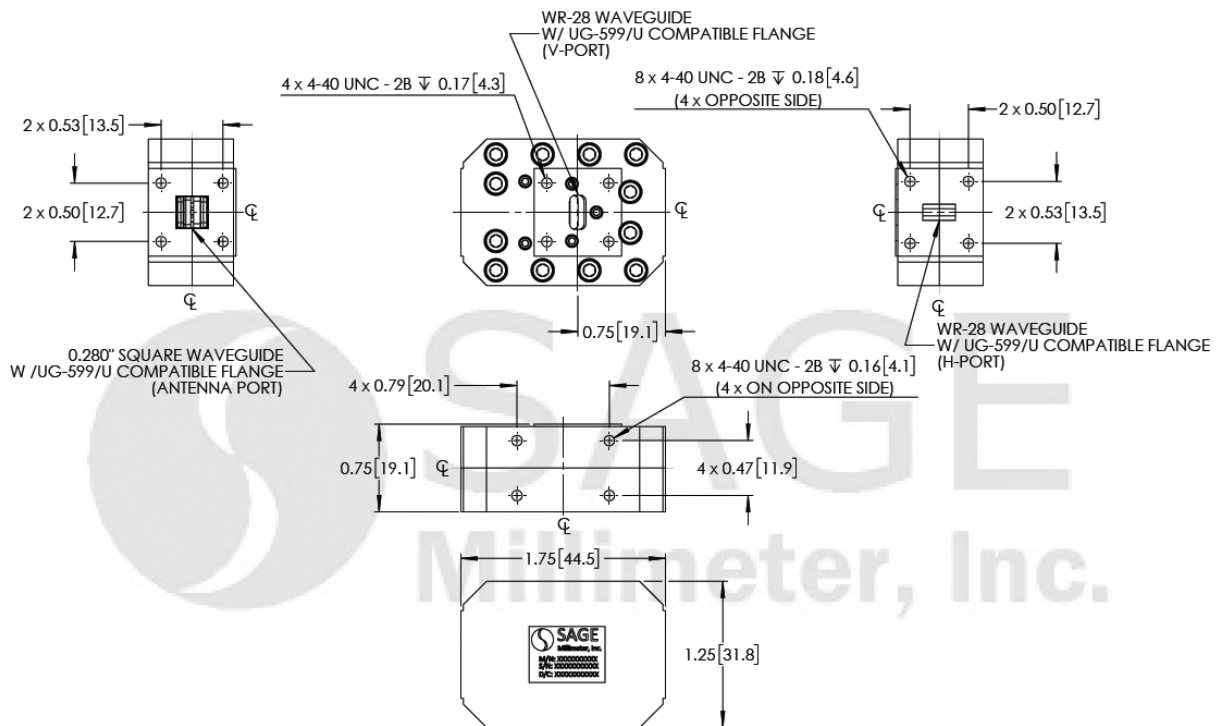 WR-28 WAVEGUIDE
W/ UG-599/U COMPATIBLE FLANGE
(V-PORT)
4 x 4-40 UNC - 2B ↧ 0.17[4.3]
8 x 4-40 UNC - 2B ↧ 0.18[4.6]
(4 x OPPOSITE SIDE)
2 x 0.53[13.5]
2 x 0.50[12.7]
2 x 0.50[12.7]
℄
℄
℄
2 x 0.53[13.5]
℄
℄
0.75[19.1]
0.280" SQUARE WAVEGUIDE
W /UG-599/U COMPATIBLE FLANGE
(ANTENNA PORT)
WR-28 WAVEGUIDE
W/ UG-599/U COMPATIBLE FLANGE
(H-PORT)
4 x 0.79[20.1]
8 x 4-40 UNC - 2B ↧ 0.16[4.1]
(4 x ON OPPOSITE SIDE)
0.75[19.1]
℄
4 x 0.47[11.9]
℄
SAGE
Millimeter, Inc.
1.75[44.5]
SAGE
Millimeter, Inc.
M/N: XXXXXXXXXX
S/N: XXXXXXXXXXX
D/C: XXXXXXXXXXX
1.25[31.8]